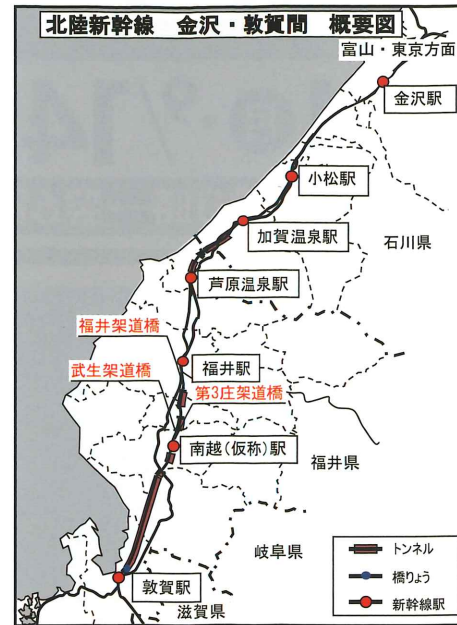 北陸新幹線 金沢・敦賀間 概要図
富山・東京方面
金沢駅
小松駅
加賀温泉駅
石川県
芦原温泉駅
福井架道橋
福井駅
武生架道橋
第3庄架道橋
南越(仮称)駅
福井県
岐阜県
敦賀駅
滋賀県
トンネル
橋りょう
新幹線駅